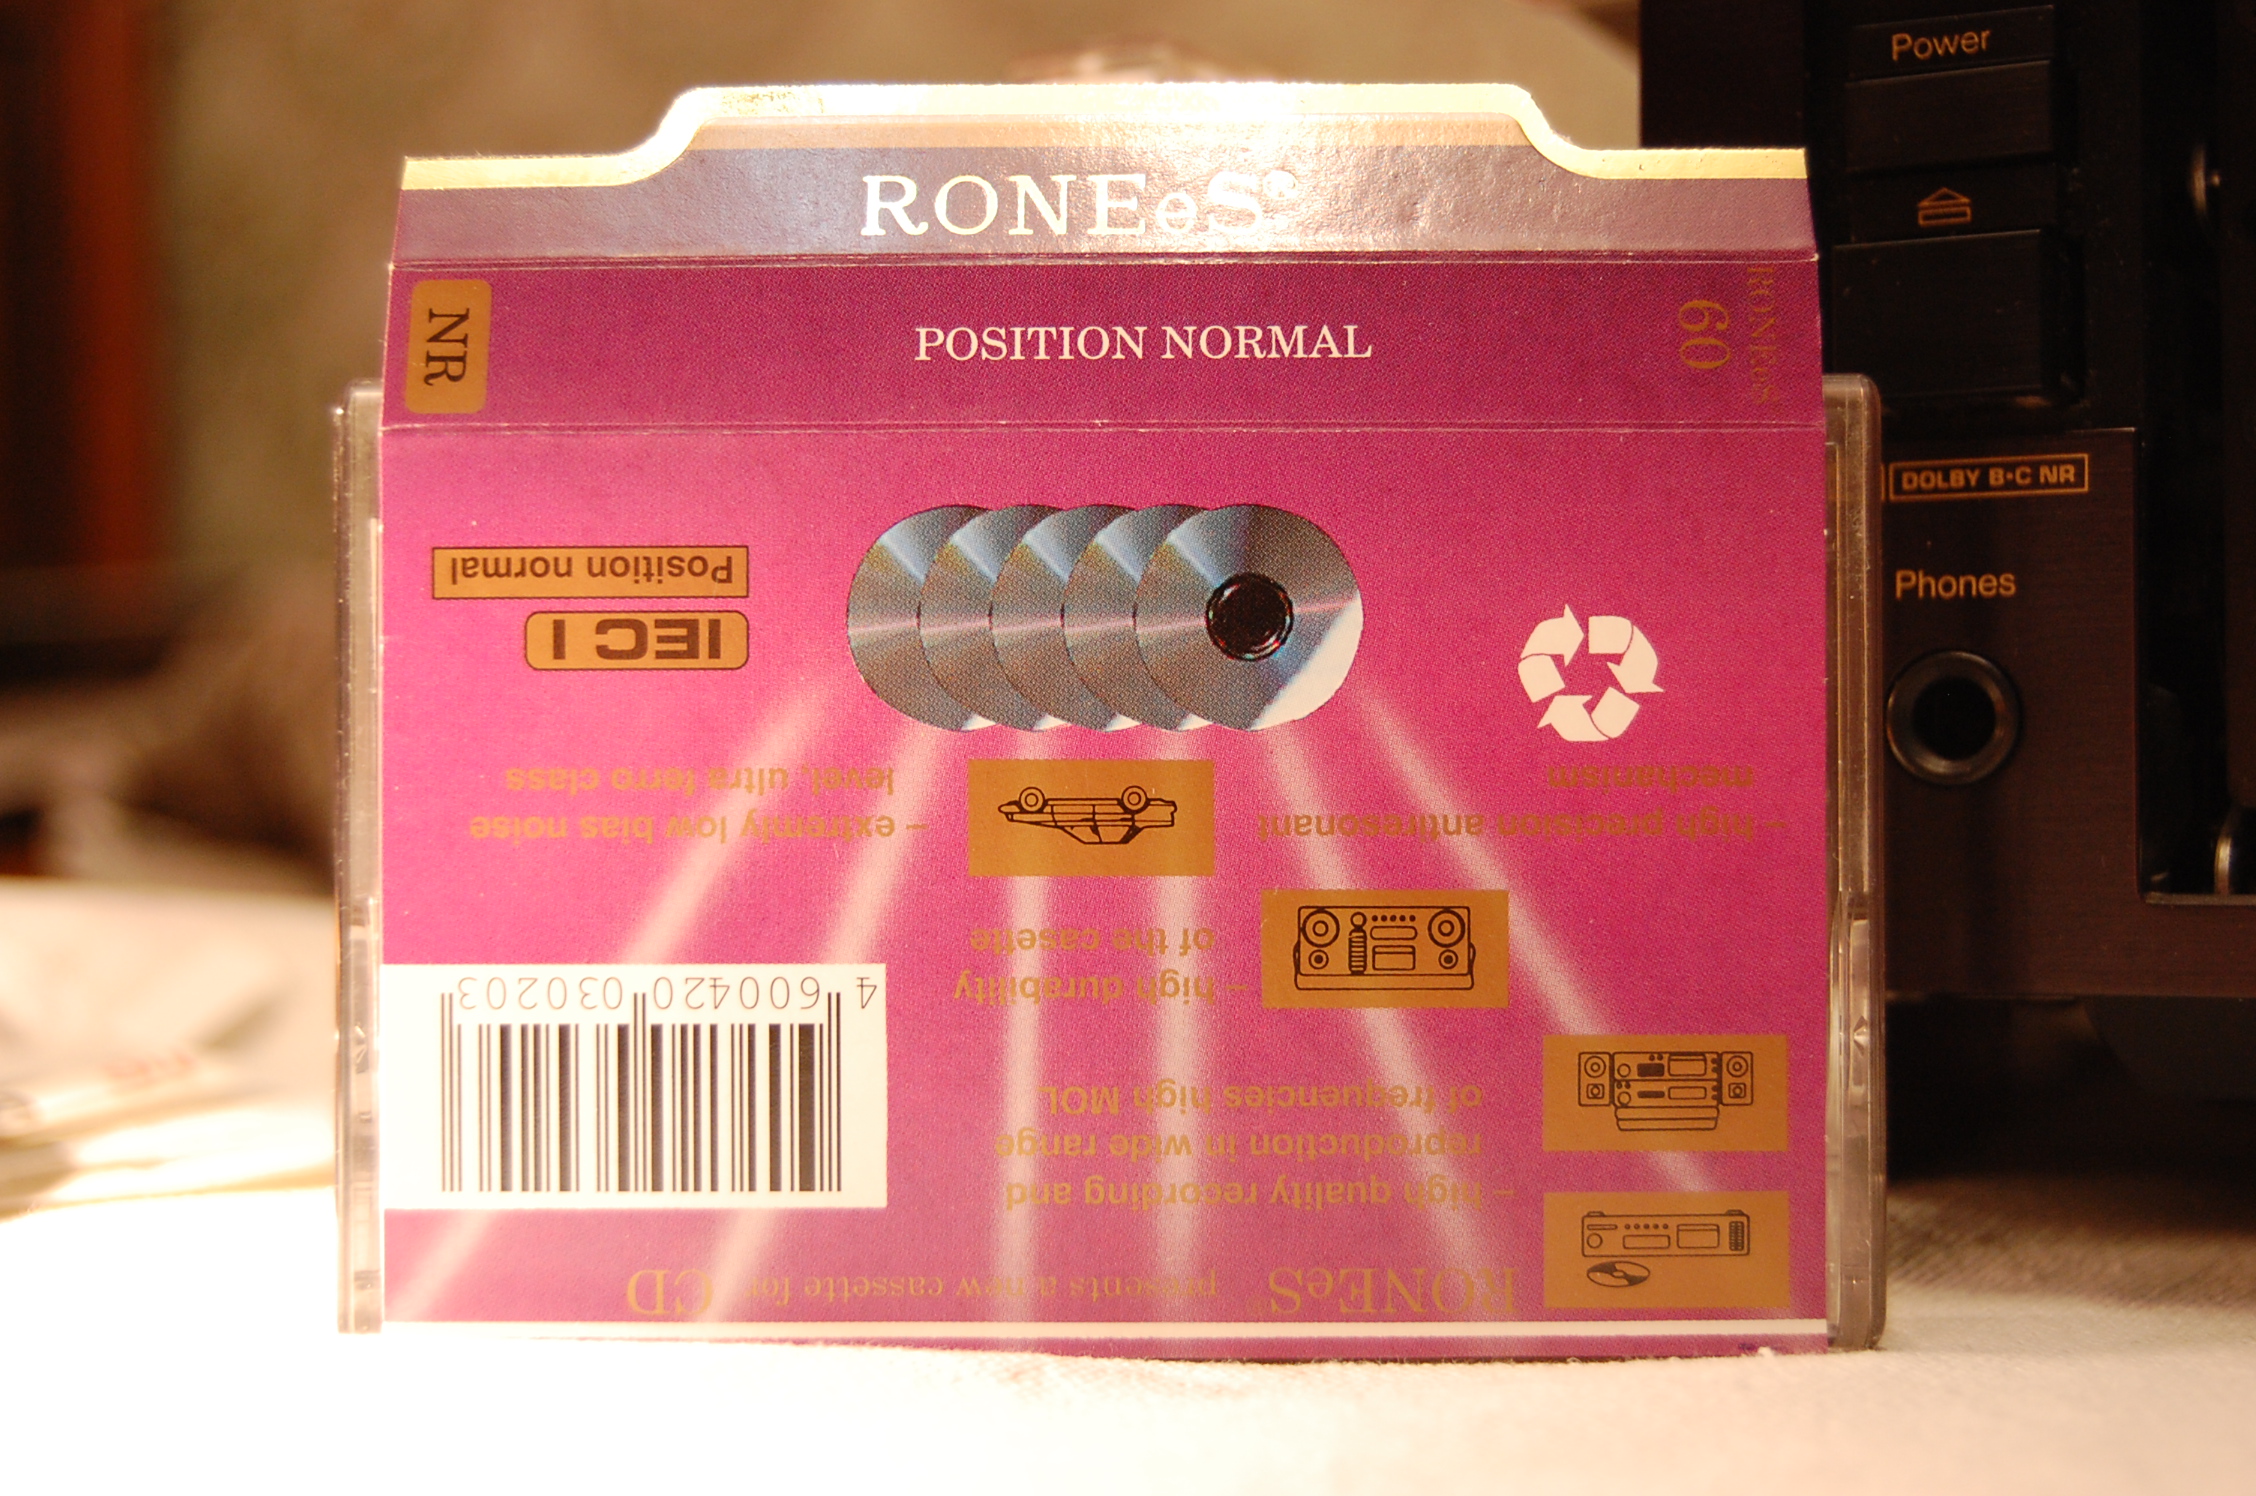 RONEeS®
POSITION NORMAL
NR
RONEeS
60
RONEeS® presents a new cassette for CD
– high quality recording and
reproduction in wide range
of frequencies high MOL
– high durability
of the casette
– high precision antiresonant
mechanism
– extremly low bias noise
level, ultra ferro class
IEC I
Position normal
4 600420 030203
Power
DOLBY B·C NR
Phones